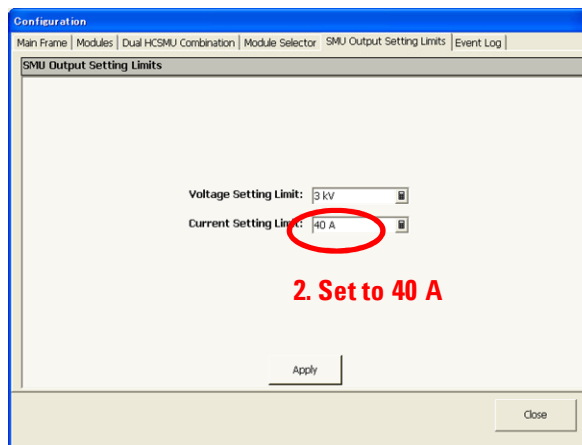 Configuration
Main Frame Modules Dual HCSMU Combination Module Selector SMU Output Setting Limits Event Log
SMU Output Setting Limits
Voltage Setting Limit: 3 kV
Current Setting Limit: 40 A
2. Set to 40 A
Apply
Close